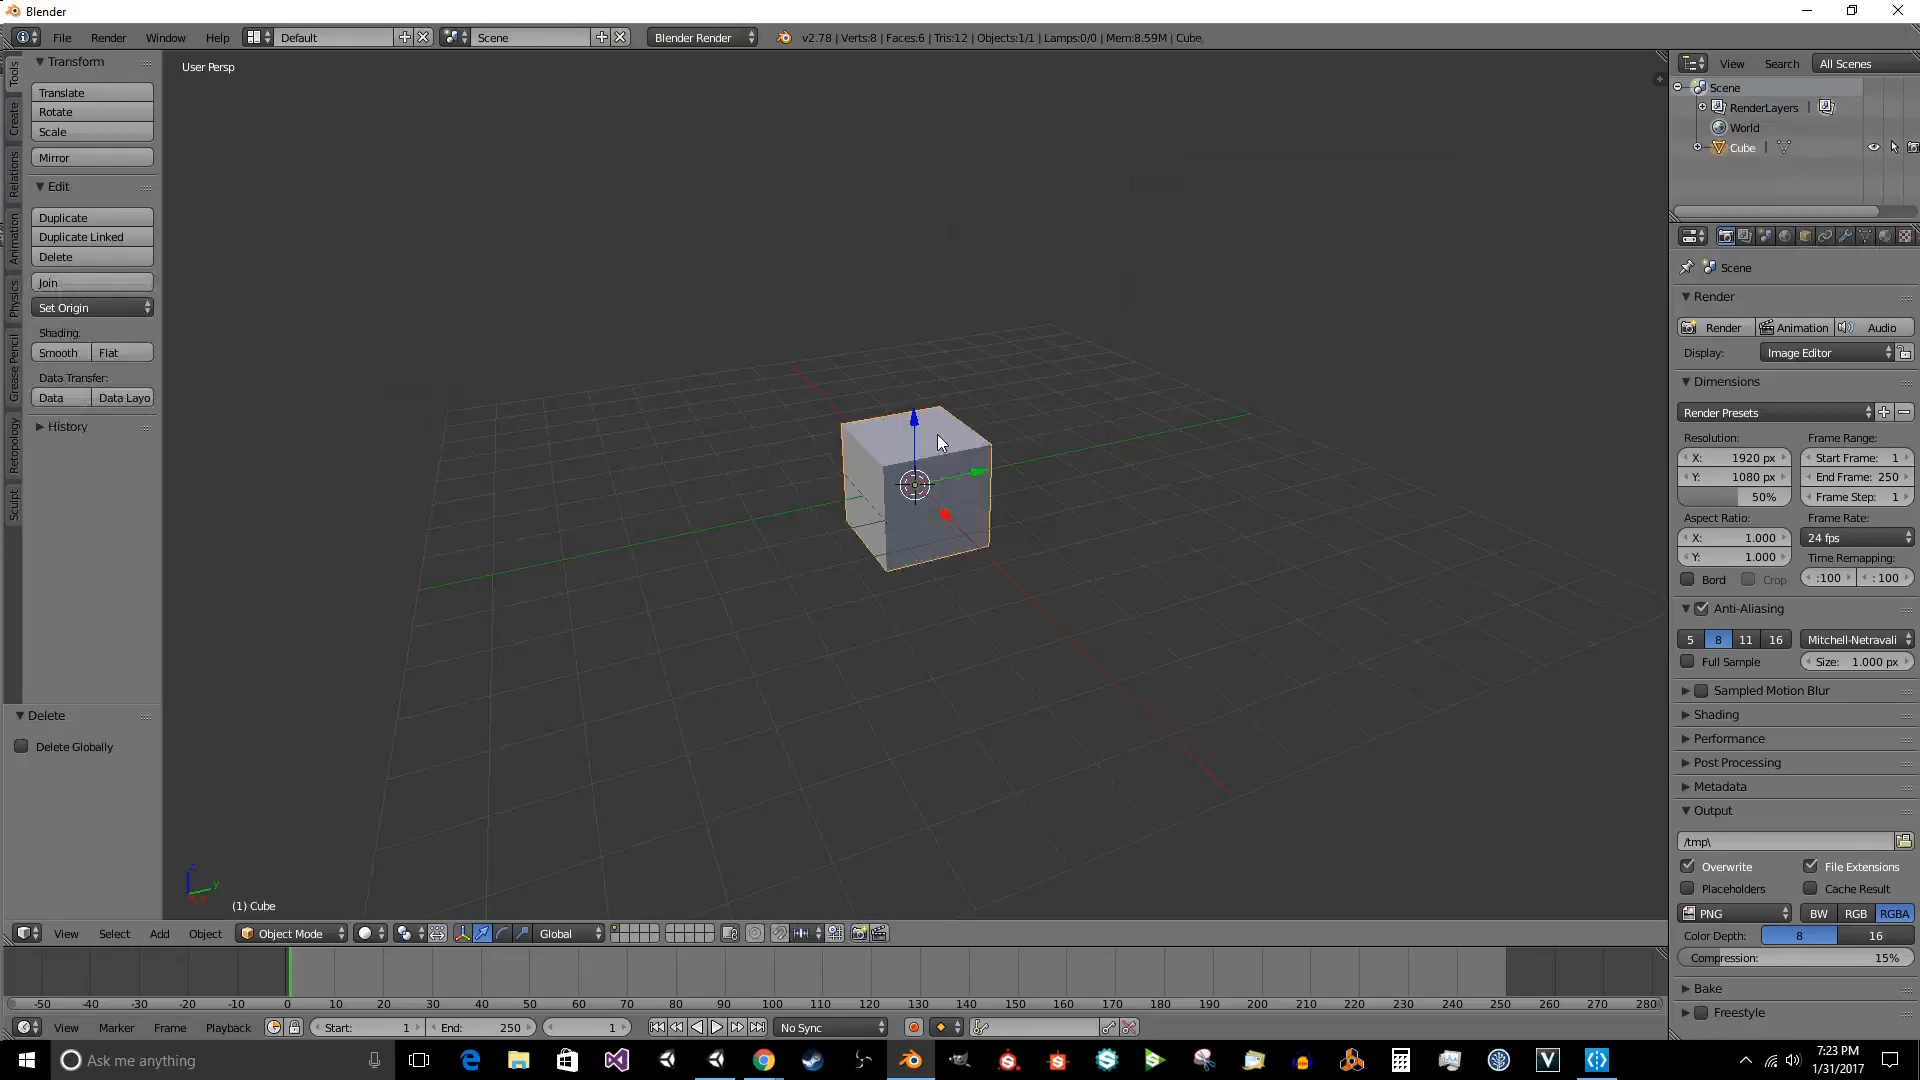 Blender
File Render Window Help Default Scene Blender Render v2.78 | Verts:8 | Faces:6 | Tris:12 | Objects:1/1 | Lamps:0/0 | Mem:8.59M | Cube
Tools
Create
Relations
Animation
Physics
Grease Pencil
Retopology
Sculpt
Transform
Translate
Rotate
Scale
Mirror
Edit
Duplicate
Duplicate Linked
Delete
Join
Set Origin
Shading:
Smooth Flat
Data Transfer:
Data Data Layo
History
Delete
Delete Globally
User Persp
z
y
(1) Cube
View Select Add Object Object Mode Global
-50 -40 -30 -20 -10 0 10 20 30 40 50 60 70 80 90 100 110 120 130 140 150 160 170 180 190 200 210 220 230 240 250 260 270 280
View Marker Frame Playback Start: 1 End: 250 1 No Sync
View Search All Scenes
Scene
RenderLayers |
World
Cube |
Scene
Render
Render Animation Audio
Display: Image Editor
Dimensions
Render Presets
Resolution: Frame Range:
X: 1920 px Start Frame: 1
Y: 1080 px End Frame: 250
50% Frame Step: 1
Aspect Ratio: Frame Rate:
X: 1.000 24 fps
Y: 1.000 Time Remapping:
Bord Crop :100 : 100
Anti-Aliasing
5 8 11 16 Mitchell-Netravali
Full Sample Size: 1.000 px
Sampled Motion Blur
Shading
Performance
Post Processing
Metadata
Output
/tmp\
Overwrite File Extensions
Placeholders Cache Result
PNG BW RGB RGBA
Color Depth: 8 16
Compression: 15%
Bake
Freestyle
Ask me anything
7:23 PM
1/31/2017